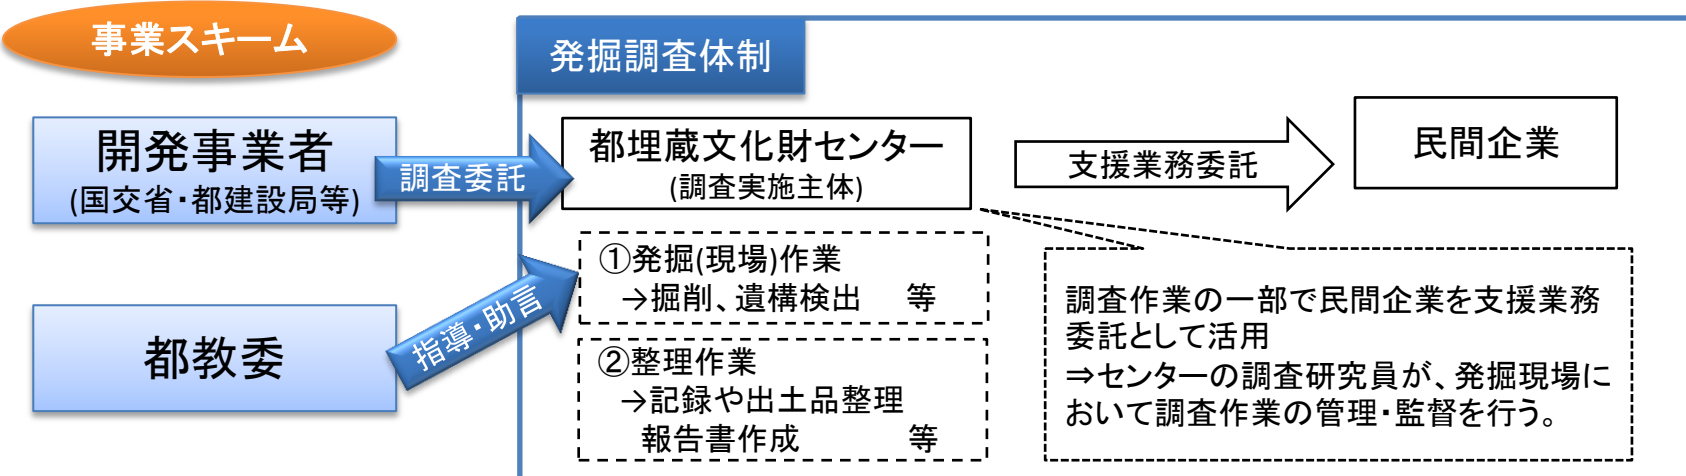 事業スキーム
発掘調査体制
開発事業者
(国交省・都建設局等)
調査委託
都埋蔵文化財センター
(調査実施主体)
支援業務委託
民間企業
都教委
指導・助言
①発掘(現場)作業
→掘削、遺構検出　等
②整理作業
→記録や出土品整理
報告書作成　等
調査作業の一部で民間企業を支援業務
委託として活用
⇒センターの調査研究員が、発掘現場に
おいて調査作業の管理・監督を行う。